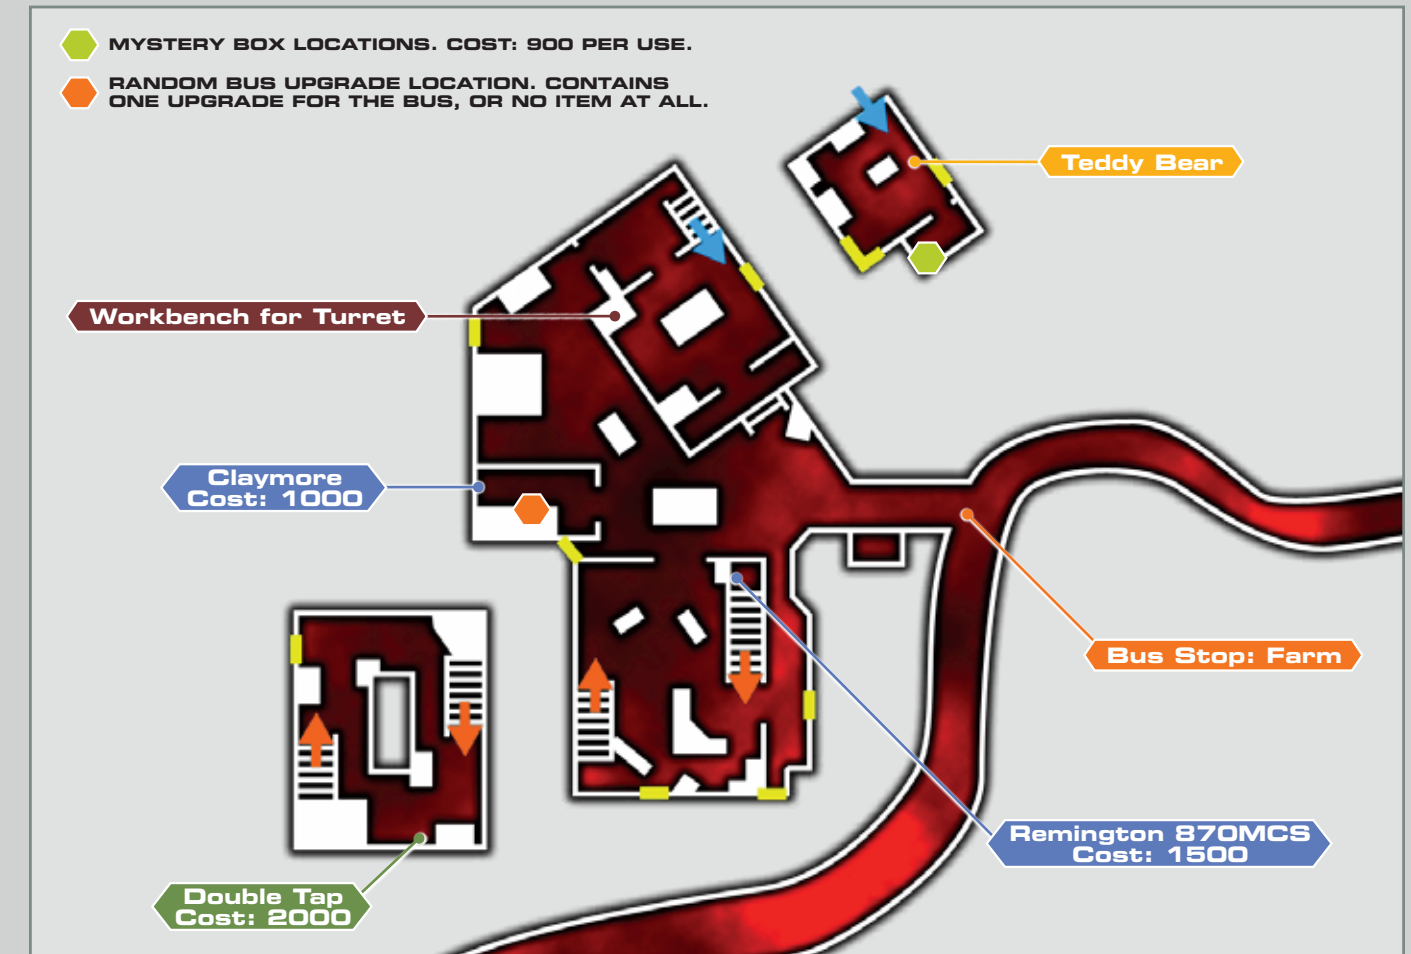 MYSTERY BOX LOCATIONS. COST: 900 PER USE.
RANDOM BUS UPGRADE LOCATION. CONTAINS
ONE UPGRADE FOR THE BUS, OR NO ITEM AT ALL.
Teddy Bear
Workbench for Turret
Claymore
Cost: 1000
Bus Stop: Farm
Remington 870MCS
Cost: 1500
Double Tap
Cost: 2000